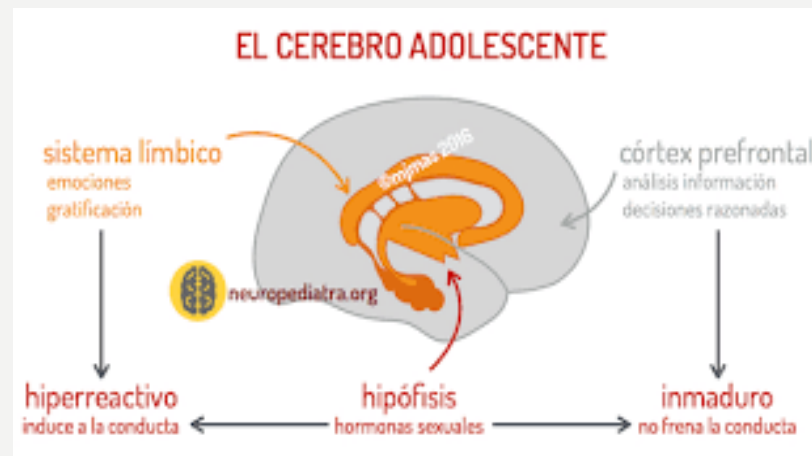 EL CEREBRO ADOLESCENTE
sistema límbico
emociones
gratificación
©mjmas 2016
córtex prefrontal
análisis información
decisiones razonadas
neuropediatra.org
hiperreactivo
induce a la conducta
hipófisis
hormonas sexuales
inmaduro
no frena la conducta